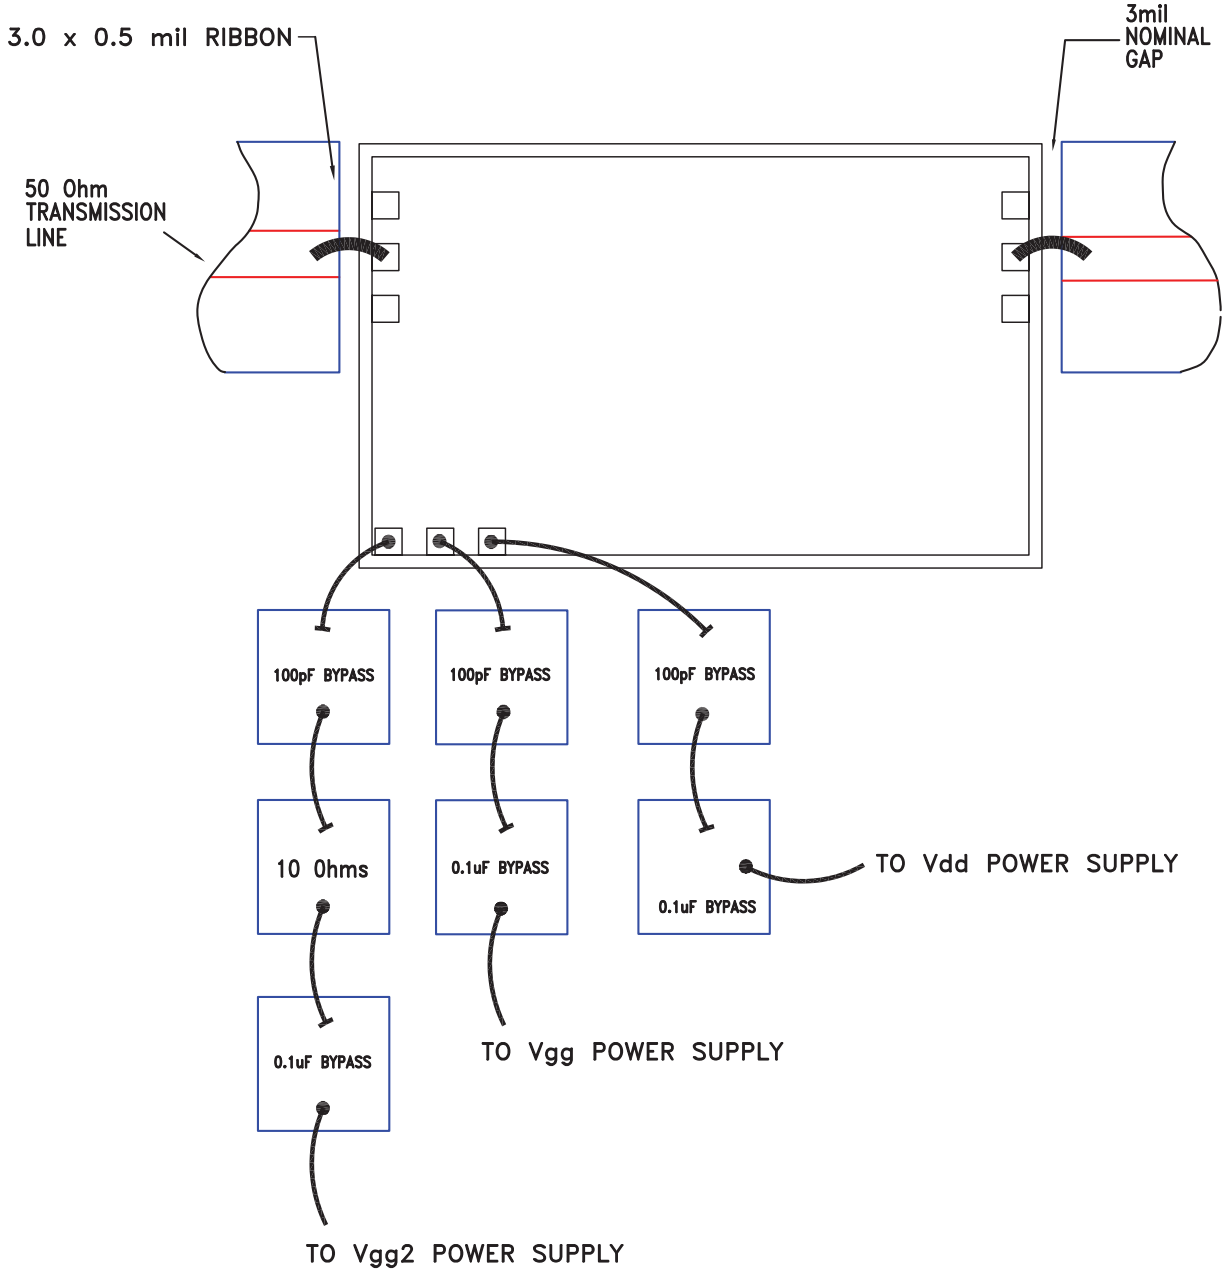 3.0 x 0.5 mil RIBBON
3mil
NOMINAL
GAP
50 Ohm
TRANSMISSION
LINE
100pF BYPASS
100pF BYPASS
100pF BYPASS
10 Ohms
0.1uF BYPASS
TO Vdd POWER SUPPLY
0.1uF BYPASS
TO Vgg POWER SUPPLY
0.1uF BYPASS
TO Vgg2 POWER SUPPLY